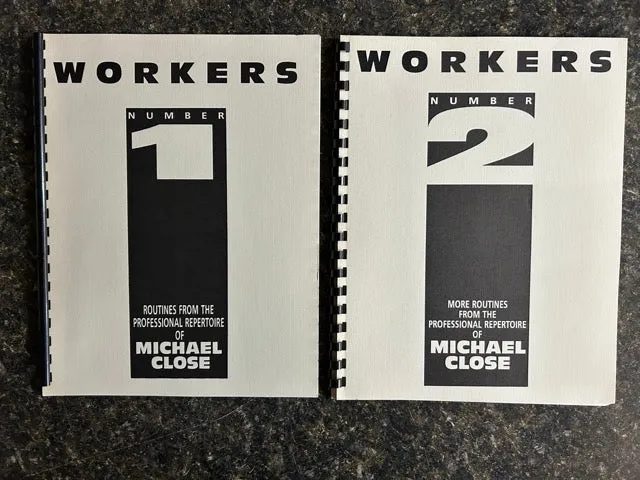 WORKERS
NUMBER
1
ROUTINES FROM THE
PROFESSIONAL REPERTOIRE
OF
MICHAEL
CLOSE
WORKERS
NUMBER
2
MORE ROUTINES
FROM THE
PROFESSIONAL REPERTOIRE
OF
MICHAEL
CLOSE